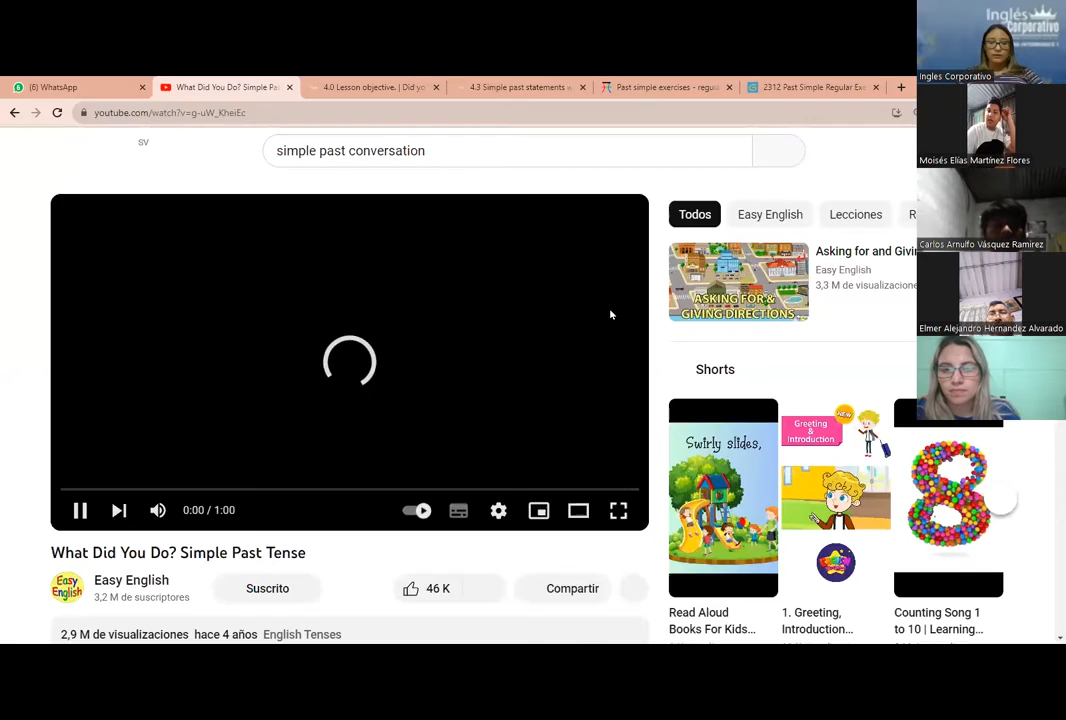 (6) WhatsApp
What Did You Do? Simple Pa
4.0 Lesson objective. | Did yo
4.3 Simple past statements w
Past simple exercises - regula
2312 Past Simple Regular Exe
youtube.com/watch?v=g-uW_KheiEc
SV
simple past conversation
Todos
Easy English
Lecciones
R
Asking for and Givi
Easy English
3,3 M de visualizacione
ASKING FOR &
GIVING DIRECTIONS
Shorts
Swirly slides,
NEW
Greeting
&
Introduction
8
Read Aloud
Books For Kids...
1. Greeting,
Introduction...
Counting Song 1
to 10 | Learning...
0:00 / 1:00
What Did You Do? Simple Past Tense
Easy
English
Easy English
3,2 M de suscriptores
Suscrito
46 K
Compartir
2,9 M de visualizaciones hace 4 años English Tenses
Inglés
Corporativo
Ingles Corporativo
Moisés Elías Martínez Flores
Carlos Arnulfo Vásquez Ramirez
Elmer Alejandro Hernandez Alvarado